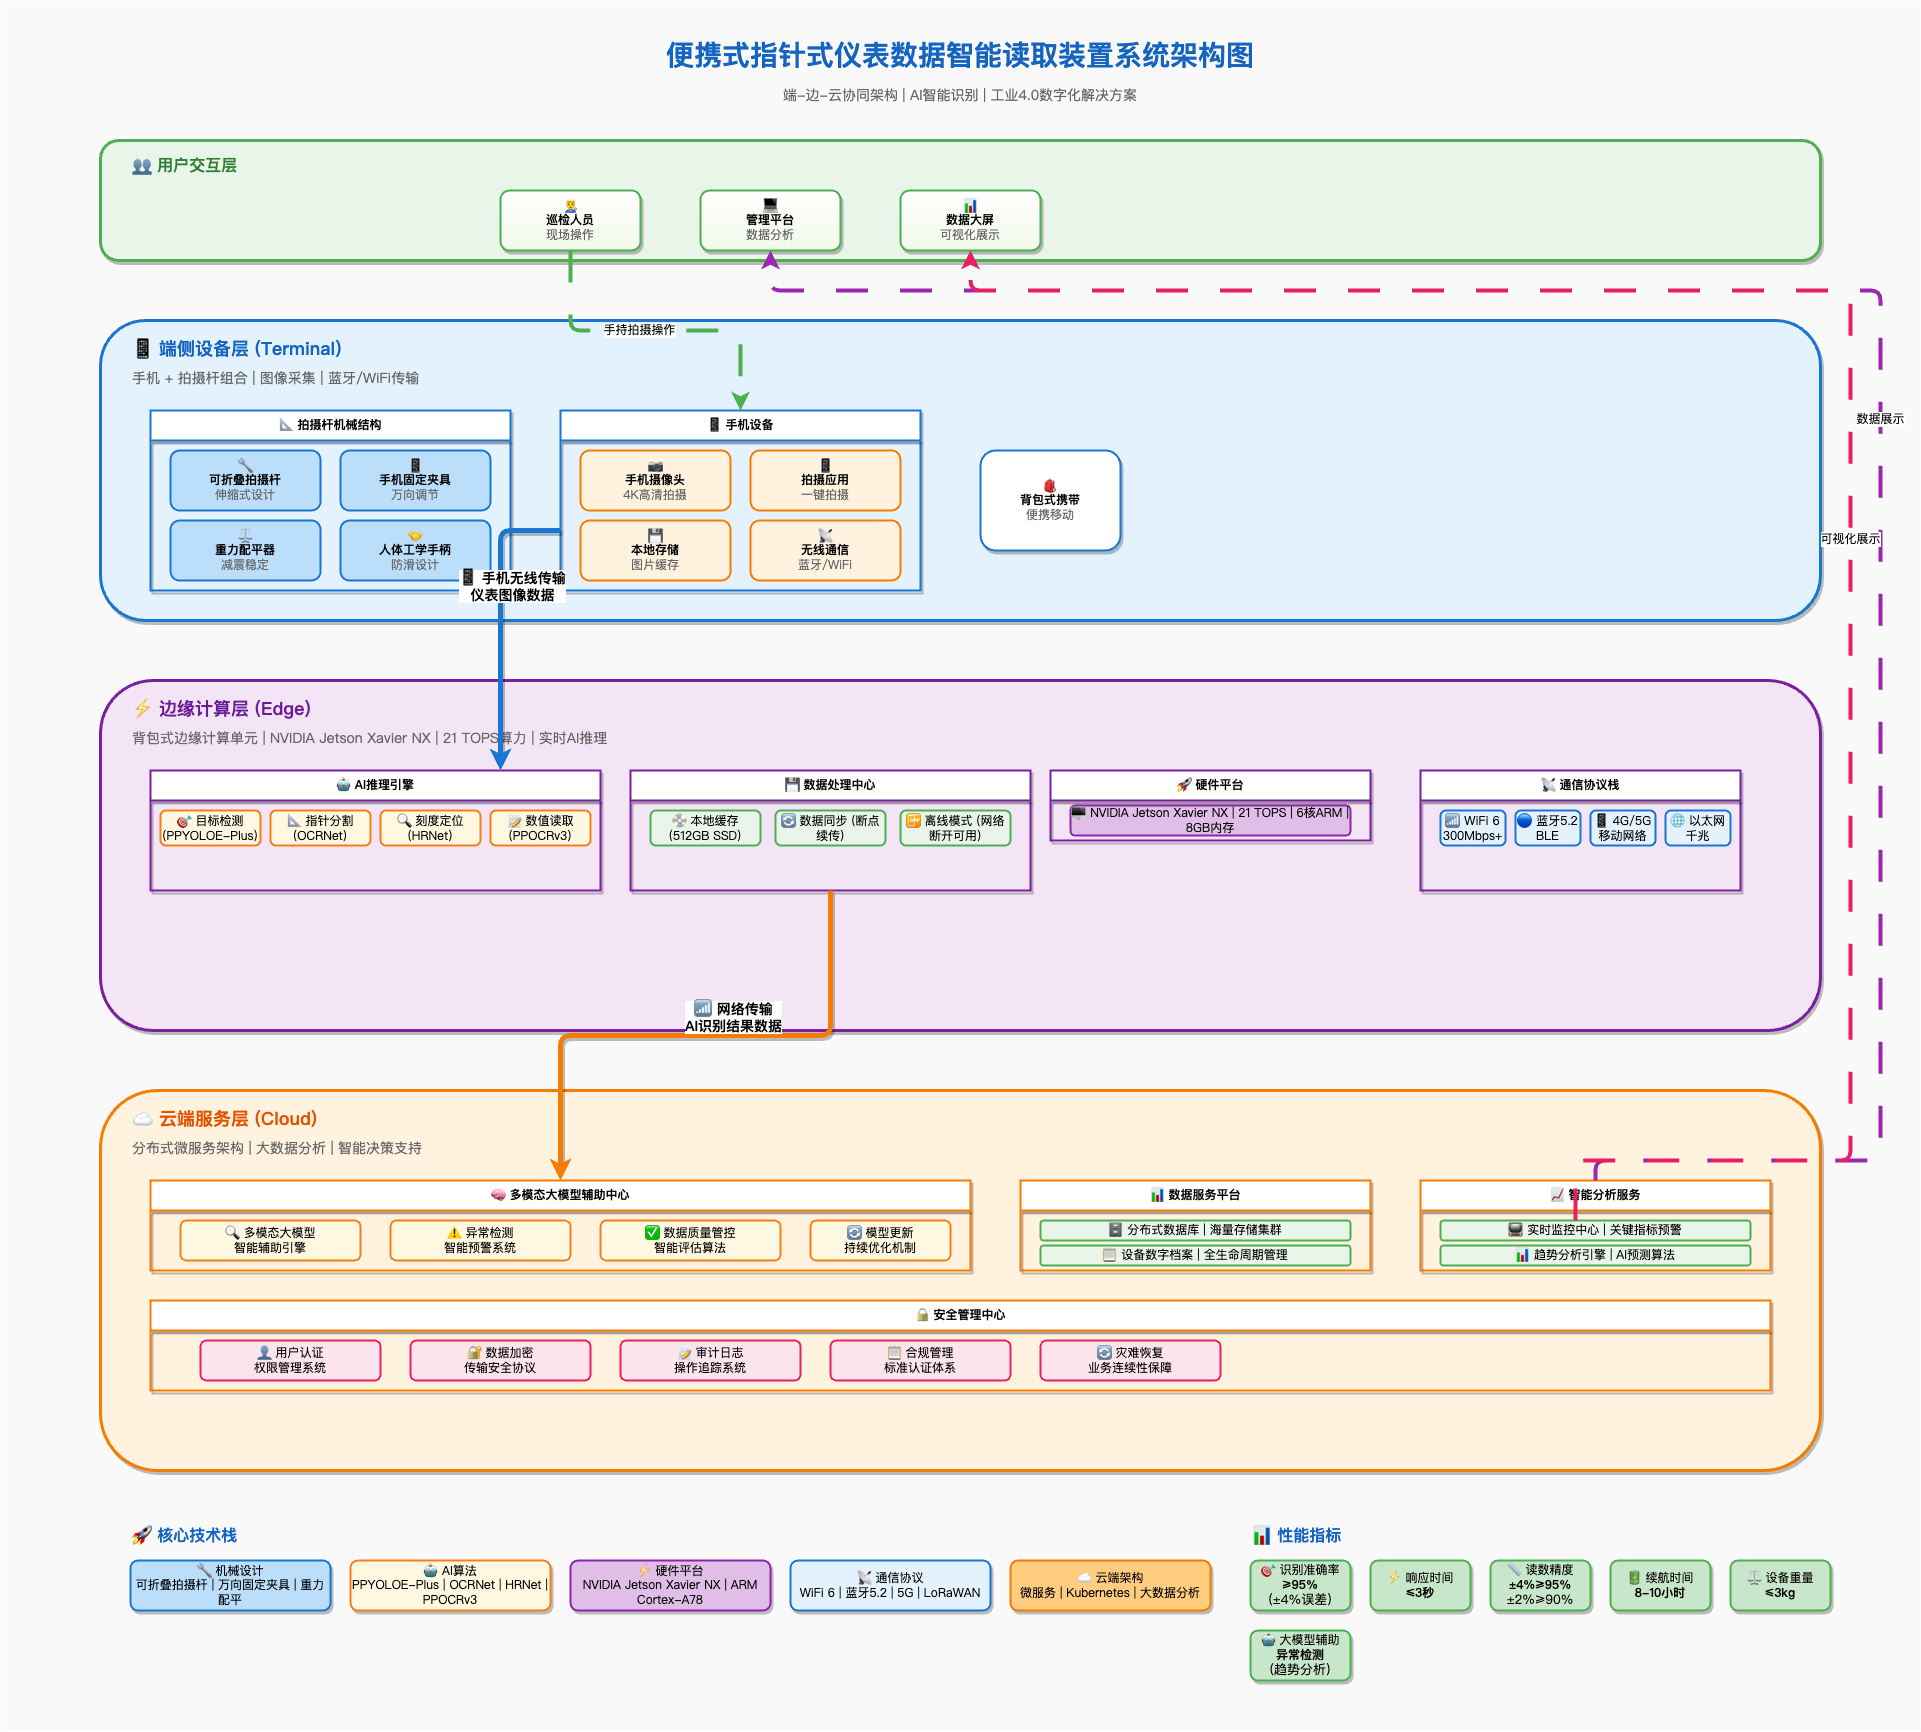 便携式指针式仪表数据智能读取装置系统架构图
端-边-云协同架构 | AI智能识别 | 工业4.0数字化解决方案
👥 用户交互层
巡检人员
现场操作
管理平台
数据分析
数据大屏
可视化展示
手持拍摄操作
📱 端侧设备层 (Terminal)
手机 + 拍摄杆组合 | 图像采集 | 蓝牙/WiFi传输
📐 拍摄杆机械结构
🔧
可折叠拍摄杆
伸缩式设计
📱
手机固定夹具
万向调节
⚖️
重力配平器
减震稳定
🤝
人体工学手柄
防滑设计
📱 手机设备
📷
手机摄像头
4K高清拍摄
📱
拍摄应用
一键拍摄
💾
本地存储
图片缓存
📡
无线通信
蓝牙/WiFi
🎒
背包式携带
便携移动
数据展示
可视化展示
📱 手机无线传输
仪表图像数据
⚡ 边缘计算层 (Edge)
背包式边缘计算单元 | NVIDIA Jetson Xavier NX | 21 TOPS算力 | 实时AI推理
🤖 AI推理引擎
🎯 目标检测
(PPYOLOE-Plus)
📐 指针分割
(OCRNet)
🔍 刻度定位
(HRNet)
📝 数值读取
(PPOCRv3)
💾 数据处理中心
本地缓存
(512GB SSD)
🔄 数据同步 (断点
续传)
📴 离线模式 (网络
断开可用)
🚀 硬件平台
🖥️ NVIDIA Jetson Xavier NX | 21 TOPS | 6核ARM |
8GB内存
📡 通信协议栈
📶 WiFi 6
300Mbps+
🔵 蓝牙5.2
BLE
📱 4G/5G
移动网络
🌐 以太网
千兆
📶 网络传输
AI识别结果数据
☁️ 云端服务层 (Cloud)
分布式微服务架构 | 大数据分析 | 智能决策支持
🧠 多模态大模型辅助中心
🔍 多模态大模型
智能辅助引擎
⚠️ 异常检测
智能预警系统
✅ 数据质量管控
智能评估算法
🔄 模型更新
持续优化机制
📊 数据服务平台
🗄️ 分布式数据库 | 海量存储集群
📋 设备数字档案 | 全生命周期管理
📈 智能分析服务
🖥️ 实时监控中心 | 关键指标预警
📊 趋势分析引擎 | AI预测算法
🔒 安全管理中心
👤 用户认证
权限管理系统
🔐 数据加密
传输安全协议
📝 审计日志
操作追踪系统
📋 合规管理
标准认证体系
🔄 灾难恢复
业务连续性保障
🚀 核心技术栈
🔧 机械设计
可折叠拍摄杆 | 万向固定夹具 | 重力
配平
🤖 AI算法
PPYOLOE-Plus | OCRNet | HRNet |
PPOCRv3
⚡ 硬件平台
NVIDIA Jetson Xavier NX | ARM
Cortex-A78
📡 通信协议
WiFi 6 | 蓝牙5.2 | 5G | LoRaWAN
☁️ 云端架构
微服务 | Kubernetes | 大数据分析
📊 性能指标
🎯 识别准确率
≥95%
(±4%误差)
⚡ 响应时间
≤3秒
📏 读数精度
±4%≥95%
±2%≥90%
🔋 续航时间
8-10小时
⚖️ 设备重量
≤3kg
🤖 大模型辅助
异常检测
(趋势分析)